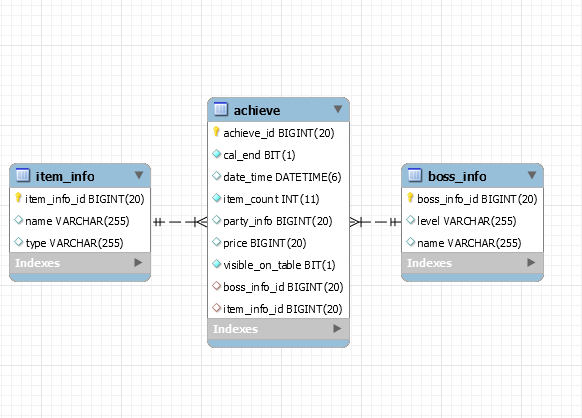 item_info
item_info_id BIGINT(20)
name VARCHAR(255)
type VARCHAR(255)
Indexes
achieve
achieve_id BIGINT(20)
cal_end BIT(1)
date_time DATETIME(6)
item_count INT(11)
party_info BIGINT(20)
price BIGINT(20)
visible_on_table BIT(1)
boss_info_id BIGINT(20)
item_info_id BIGINT(20)
Indexes
boss_info
boss_info_id BIGINT(20)
level VARCHAR(255)
name VARCHAR(255)
Indexes